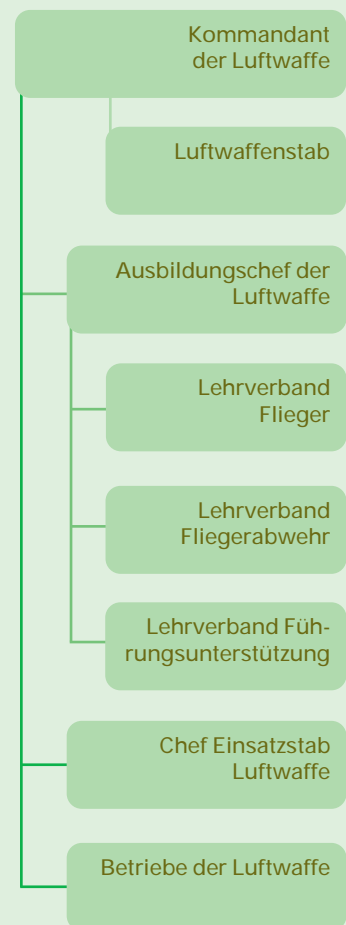 Kommandant
der Luftwaffe
Luftwaffenstab
Ausbildungschef der
Luftwaffe
Lehrverband
Flieger
Lehrverband
Fliegerabwehr
Lehrverband Füh-
rungsunterstützung
Chef Einsatzstab
Luftwaffe
Betriebe der Luftwaffe